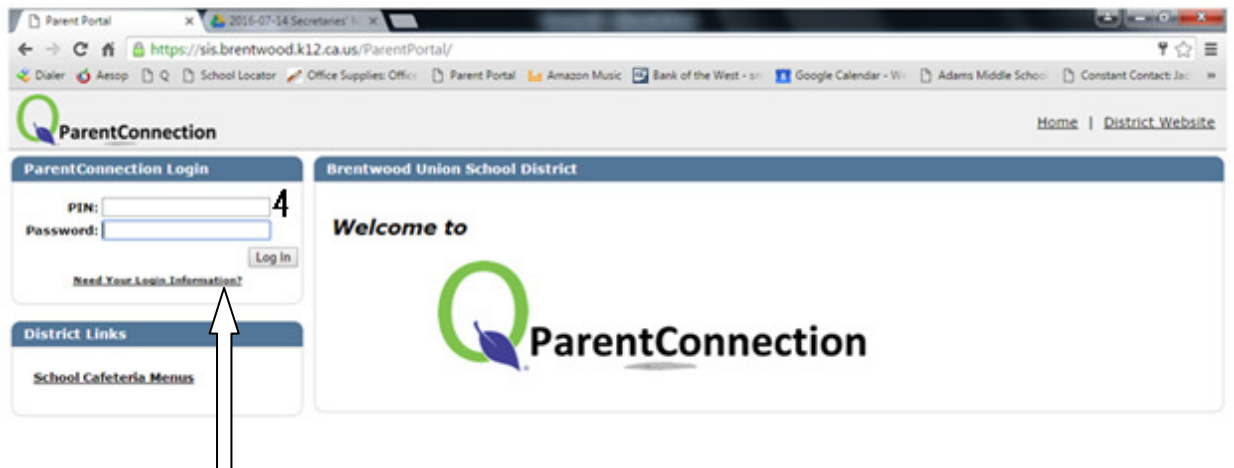 Parent Portal 2016-07-14 Secretaries'
https://sis.brentwood.k12.ca.us/ParentPortal/
Dialer Aesop Q School Locator Office Supplies: Offic Parent Portal Amazon Music Bank of the West - Google Calendar - Adams Middle Schoo Constant Contact: Jac »
ParentConnection
Home | District Website
ParentConnection Login
PIN: 4
Password:
Log In
Need Your Login Information?
District Links
School Cafeteria Menus
Brentwood Union School District
Welcome to
ParentConnection